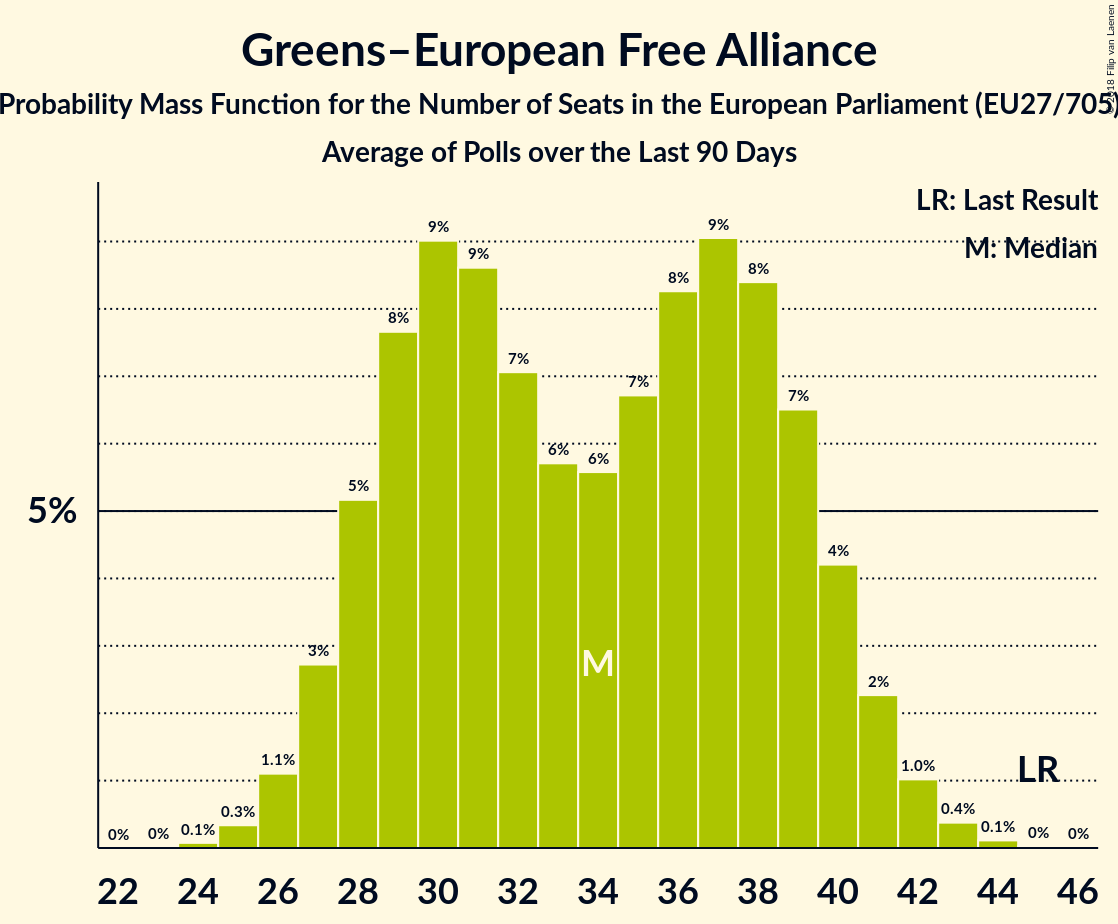 Greens–European Free Alliance
Probability Mass Function for the Number of Seats in the European Parliament (EU27/705)
Average of Polls over the Last 90 Days
© 2018 Filip van Laenen
LR: Last Result
M: Median
9%
9%
9%
8%
8%
8%
7%
7%
7%
6%
6%
5%
5%
4%
3%
M
2%
LR
1.1%
1.0%
0.3%
0.4%
0%
0%
0.1%
0.1%
0%
0%
22 24 26 28 30 32 34 36 38 40 42 44 46